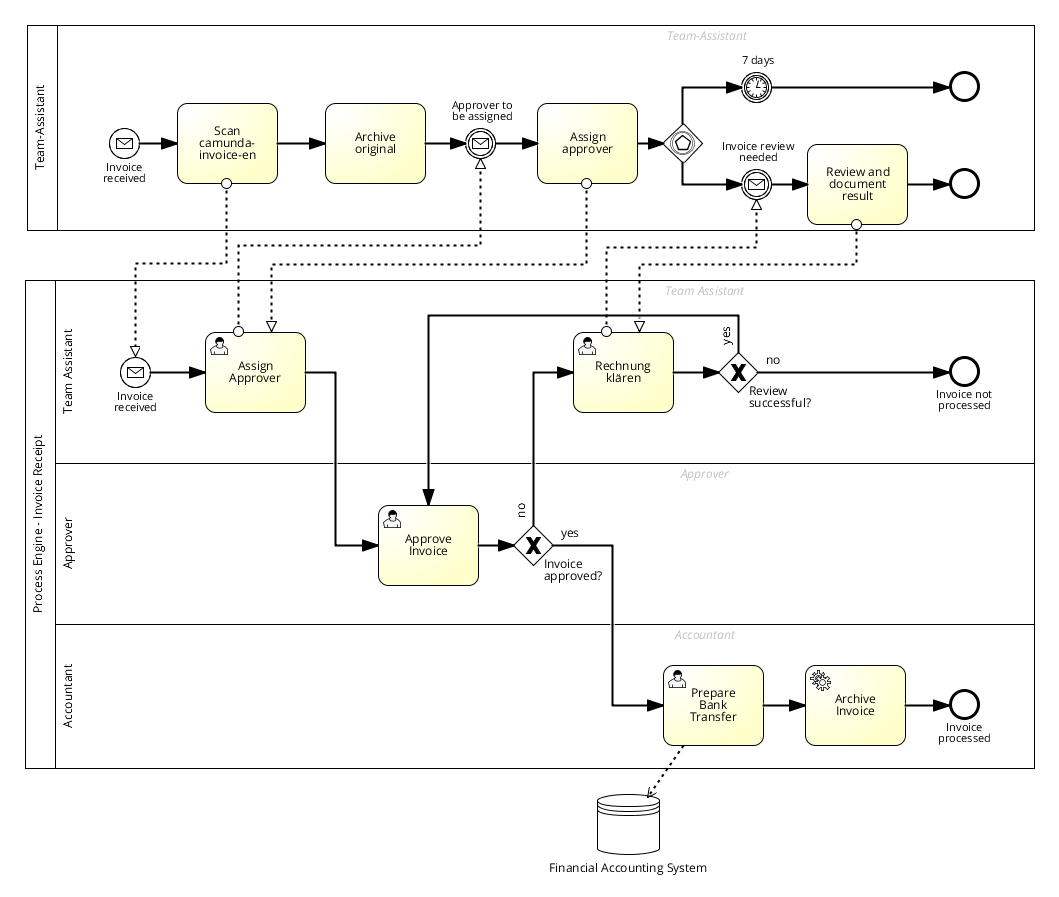 Team-Assistant
Team-Assistant
7 days
Approver to
be assigned
Scan
camunda-
invoice-en
Archive
original
Assign
approver
Invoice
received
Invoice review
needed
Review and
document
result
Process Engine - Invoice Receipt
Team Assistant
Team Assistant
yes
no
Assign
Approver
Rechnung
klären
Invoice
received
Review
successful?
Invoice not
processed
Approver
Approver
no
yes
Approve
Invoice
Invoice
approved?
Accountant
Accountant
Prepare
Bank
Transfer
Archive
Invoice
Invoice
processed
Financial Accounting System